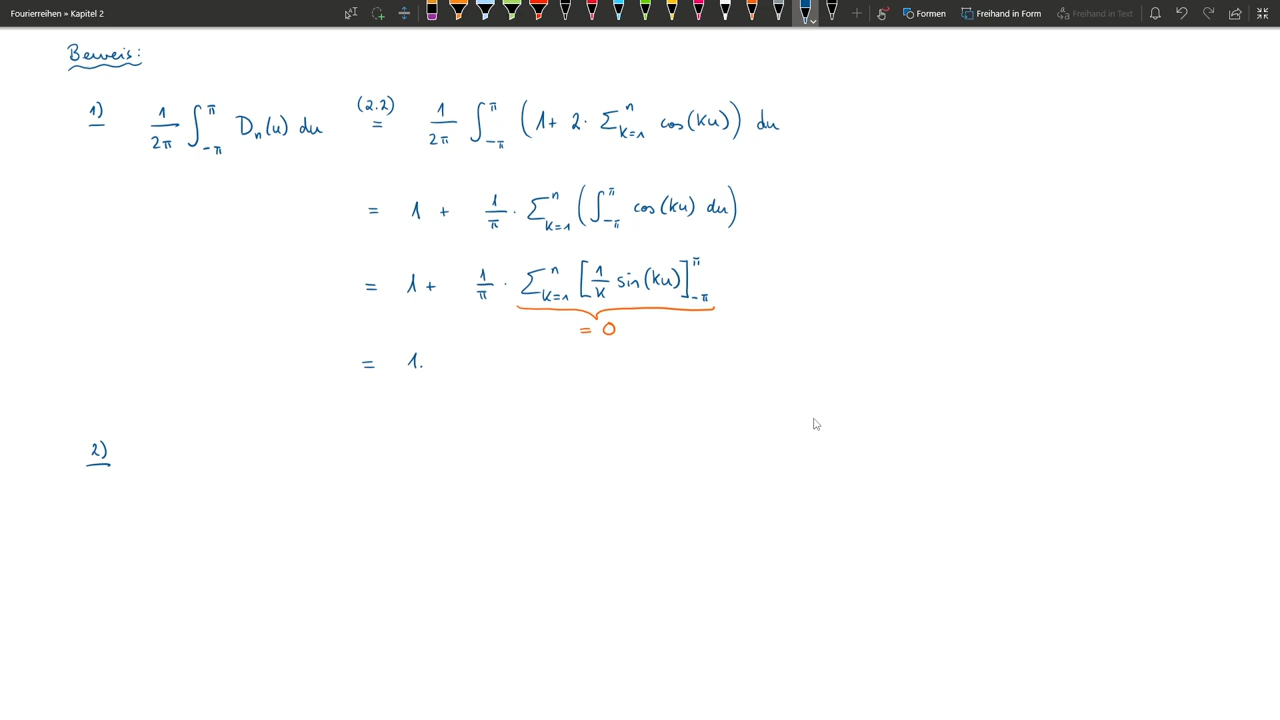 Fourierreihen » Kapitel 2
Formen Freihand in Form Freihand in Text
Beweis:
1) 1/2π ∫_{-π}^{π} Dₙ(u) du (2.2) = 1/2π ∫_{-π}^{π} (1 + 2 · Σ_{k=1}^{n} cos(ku)) du
= 1 + 1/π · Σ_{k=1}^{n} (∫_{-π}^{π} cos(ku) du)
= 1 + 1/π · Σ_{k=1}^{n} [1/k sin(ku)]_{-π}^{π}
= 0
= 1.
2)